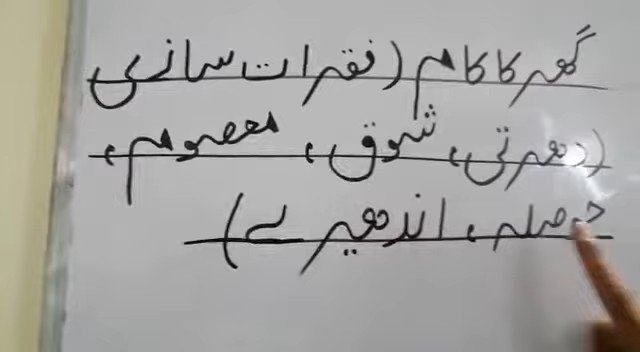 گھر کا کام (فقرات سازی
(دھرتی، شوق، معصوم،
حوصلہ، اندھیرے)